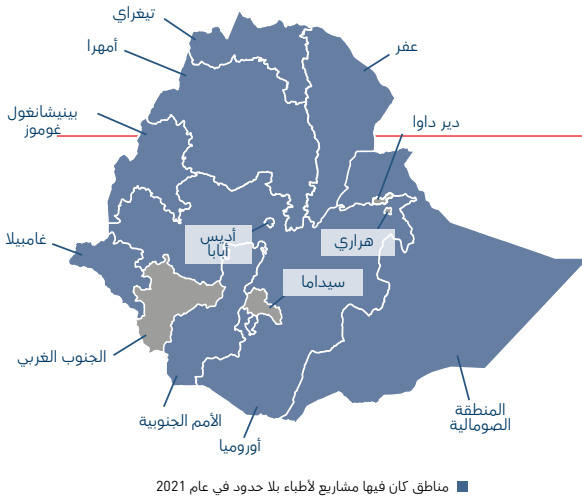 تيغراي
أمهرا
عفر
بينيشانغول
غوموز
دير داوا
غامبيلا
أديس
أبابا
هراري
سيداما
الجنوب الغربي
الأمم الجنوبية
أوروميا
المنطقة
الصومالية
مناطق كان فيها مشاريع لأطباء بلا حدود في عام 2021